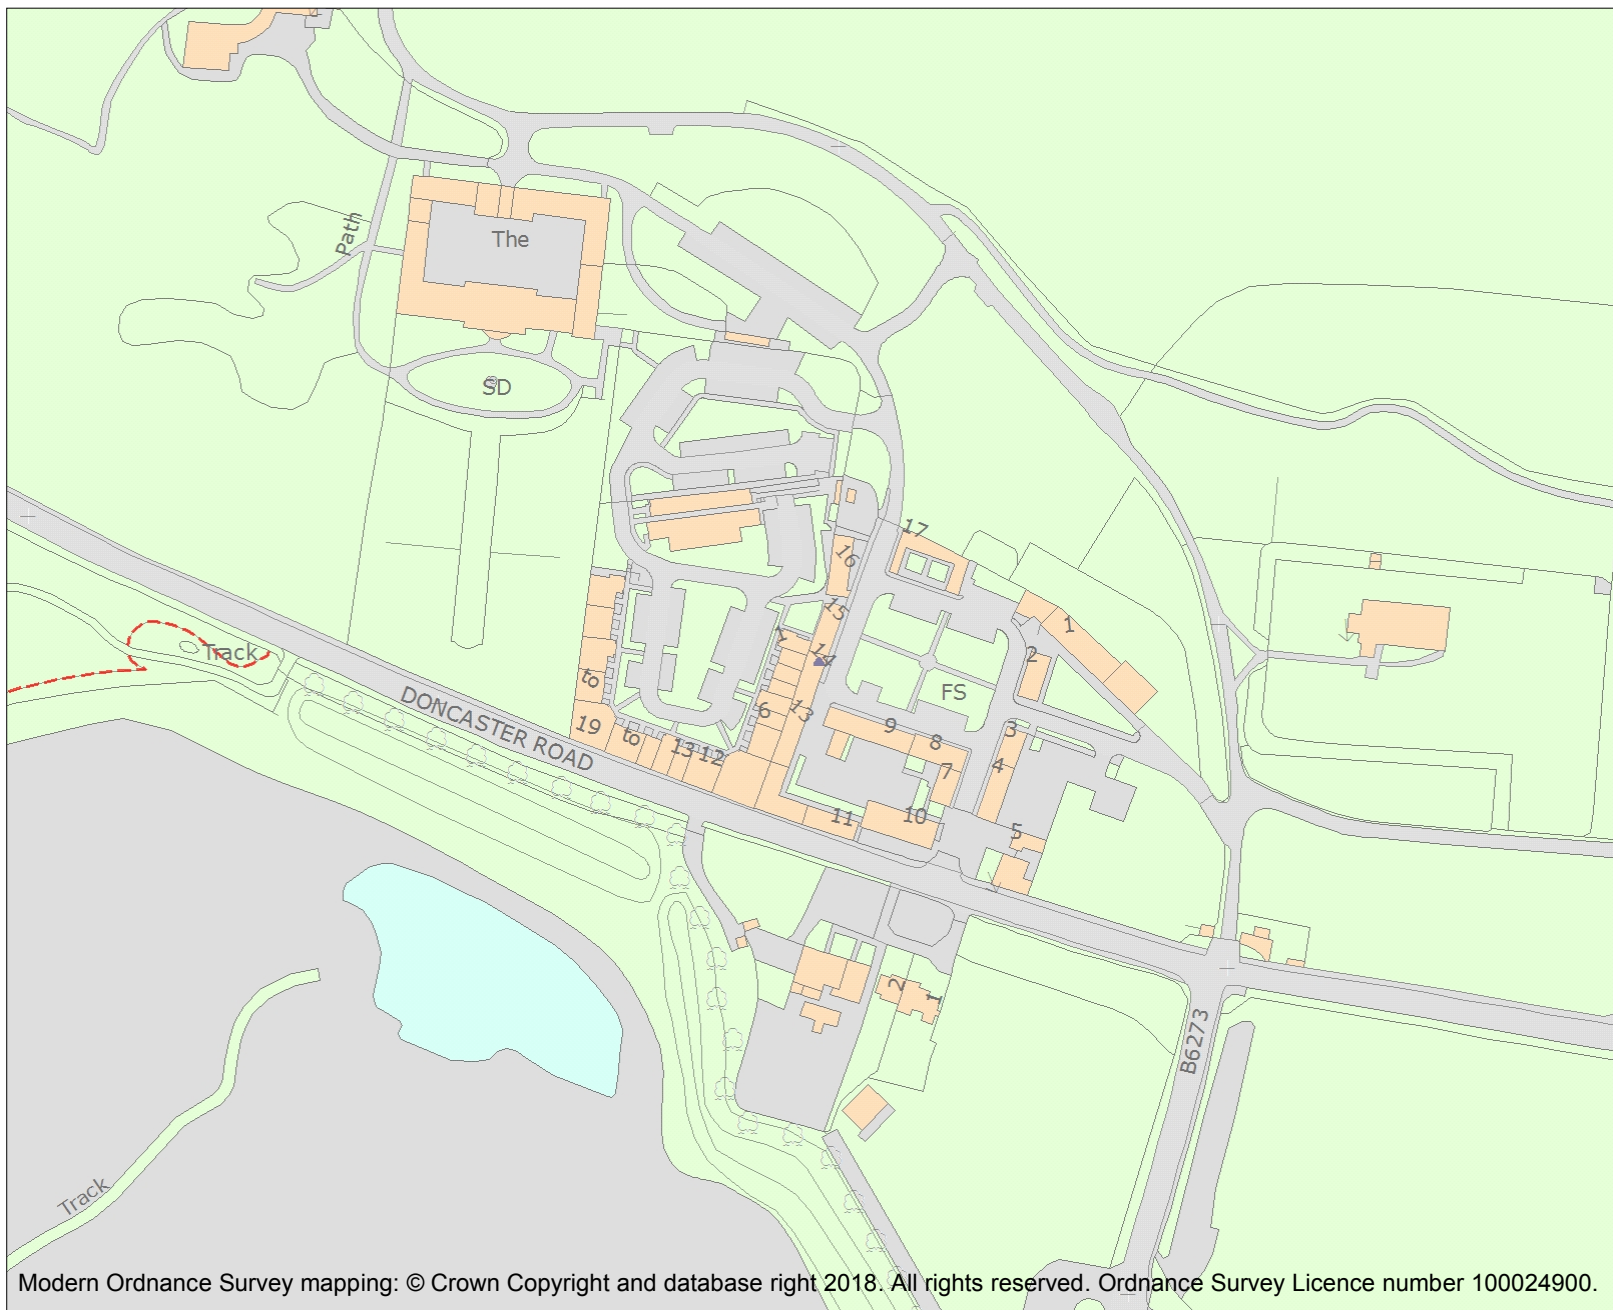 The
Path
SD
17
16
15
1
1
2
14
Track
to
FS
DONCASTER ROAD
6
13
19
to
13
12
9
8
7
3
4
11
10
5
2
1
B6273
Track
Modern Ordnance Survey mapping: © Crown Copyright and database right 2018. All rights reserved. Ordnance Survey Licence number 100024900.